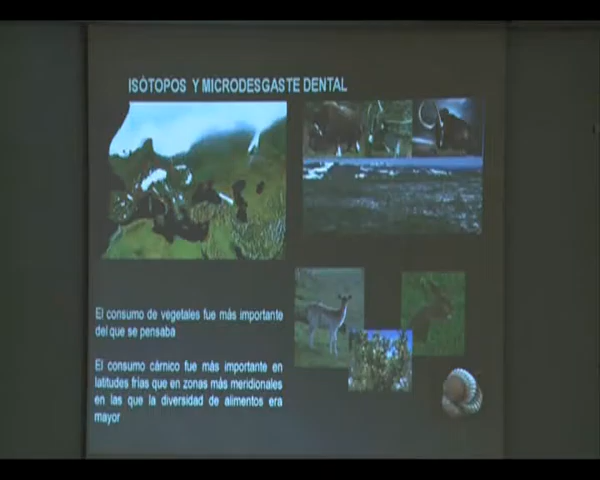 ISÓTOPOS Y MICRODESGASTE DENTAL
El consumo de vegetales fue más importante
del que se pensaba
El consumo cárnico fue más importante en
latitudes frías que en zonas más meridionales
en las que la diversidad de alimentos era
mayor